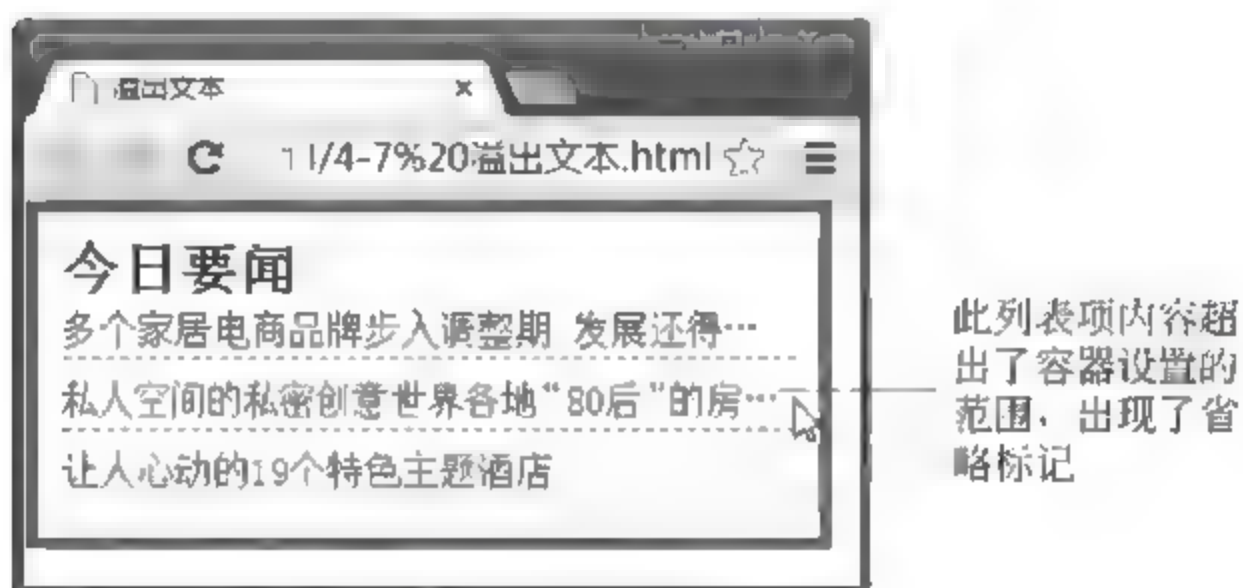 溢出文本
1/4-7%20溢出文本.html
今日要闻
多个家居电商品牌步入调整期 发展还得…
私人空间的私密创意世界各地“80后”的房…
让人心动的19个特色主题酒店
此列表项内容超
出了容器设置的
范围，出现了省
略标记